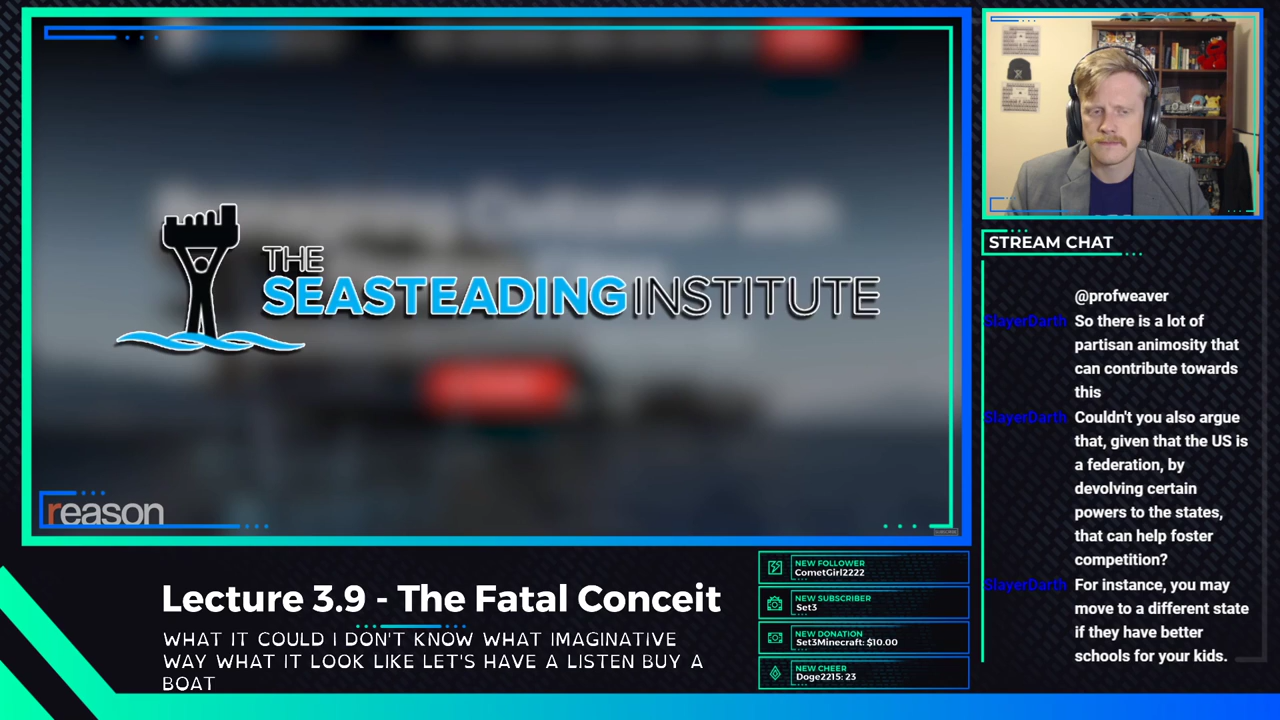 THE
SEASTEADINGINSTITUTE
reason
Lecture 3.9 - The Fatal Conceit
WHAT IT COULD I DON'T KNOW WHAT IMAGINATIVE
WAY WHAT IT LOOK LIKE LET'S HAVE A LISTEN BUY A
BOAT
NEW FOLLOWER
CometGirl2222
NEW SUBSCRIBER
Set3
NEW DONATION
Set3Minecraft: $10.00
NEW CHEER
Doge2215: 23
STREAM CHAT
@profweaver
SlayerDarth So there is a lot of
partisan animosity that
can contribute towards
this
SlayerDarth Couldn't you also argue
that, given that the US is
a federation, by
devolving certain
powers to the states,
that can help foster
competition?
SlayerDarth For instance, you may
move to a different state
if they have better
schools for your kids.